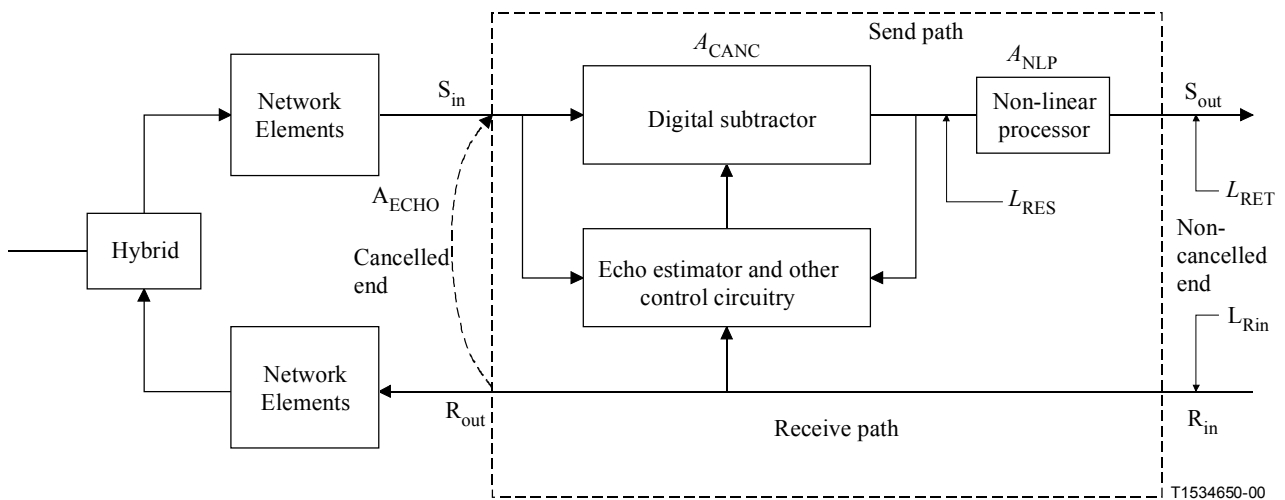 Send path
A_CANC
A_NLP
Network
Elements
S_in
Digital subtractor
Non-linear
processor
S_out
A_ECHO
L_RES
L_RET
Hybrid
Cancelled
end
Echo estimator and other
control circuitry
Non-
cancelled
end
L_Rin
Network
Elements
R_out
Receive path
R_in
T1534650-00